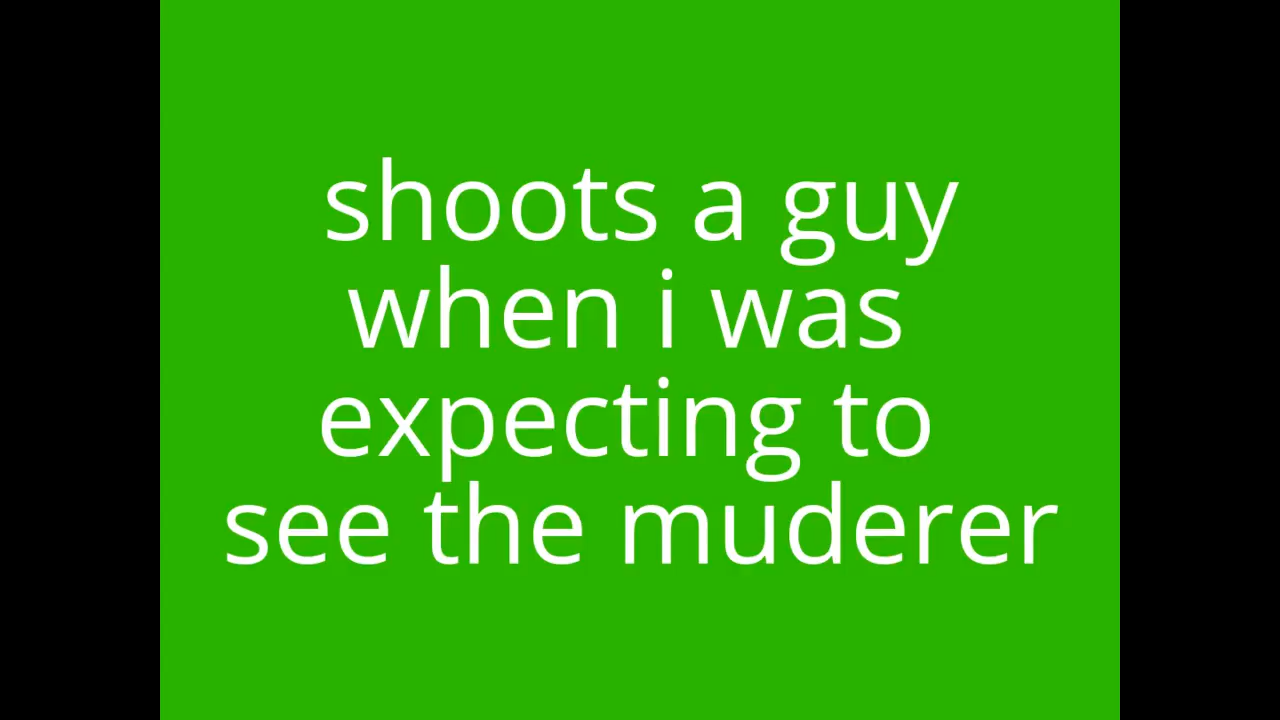 shoots a guy
when i was
expecting to
see the muderer